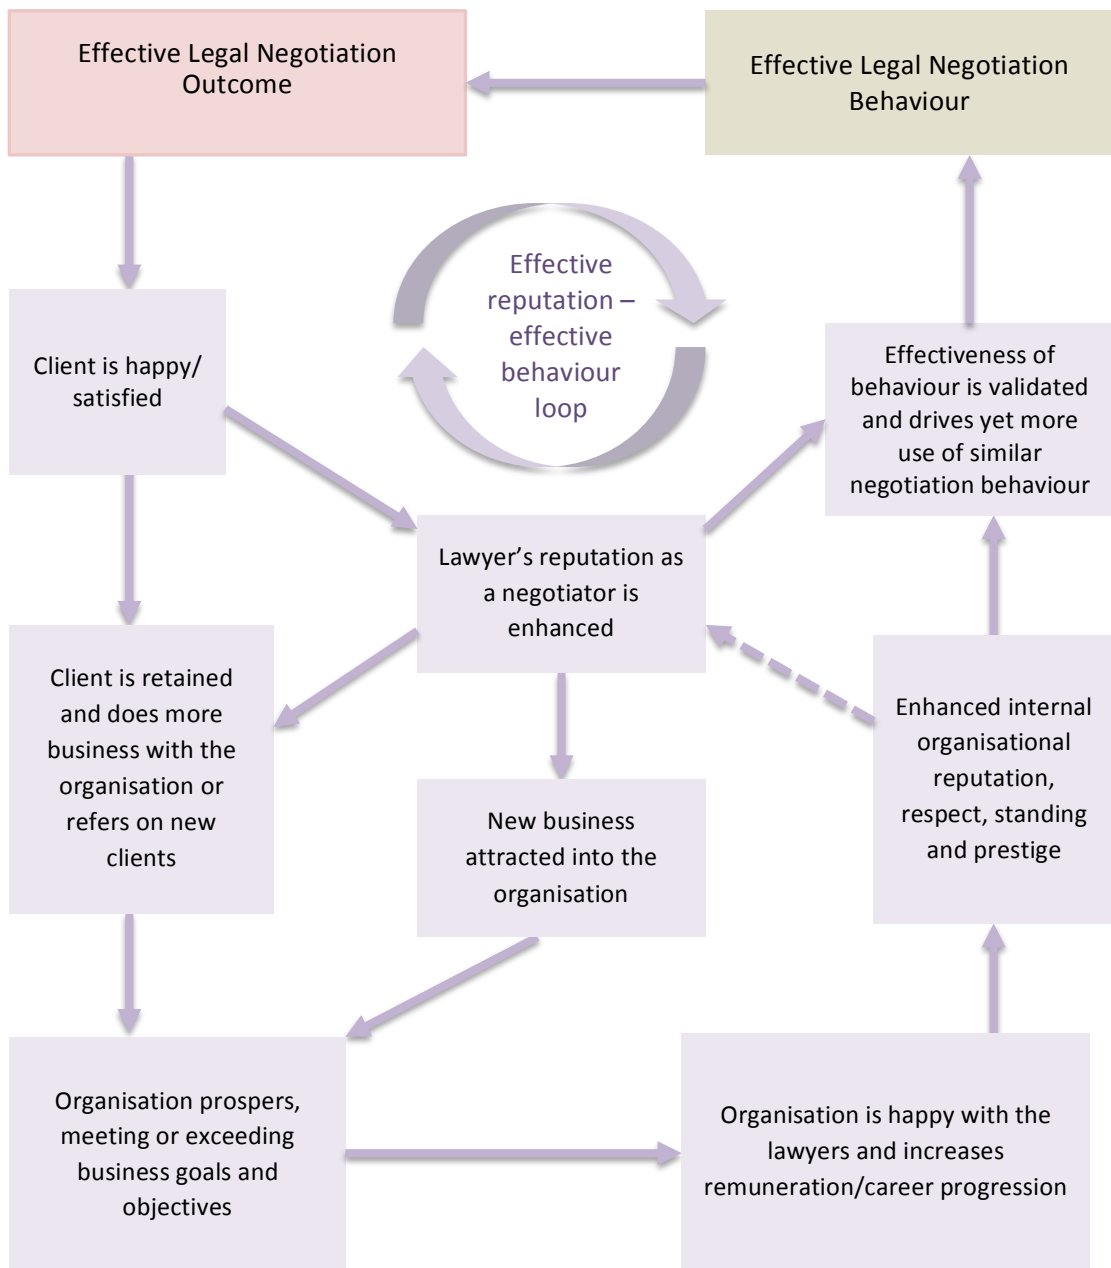 Effective Legal Negotiation
Outcome
Effective Legal Negotiation
Behaviour
Effective
reputation –
effective
behaviour
loop
Client is happy/
satisfied
Effectiveness of
behaviour is validated
and drives yet more
use of similar
negotiation behaviour
Lawyer’s reputation as
a negotiator is
enhanced
Client is retained
and does more
business with the
organisation or
refers on new
clients
New business
attracted into the
organisation
Enhanced internal
organisational
reputation,
respect, standing
and prestige
Organisation prospers,
meeting or exceeding
business goals and
objectives
Organisation is happy with the
lawyers and increases
remuneration/career progression